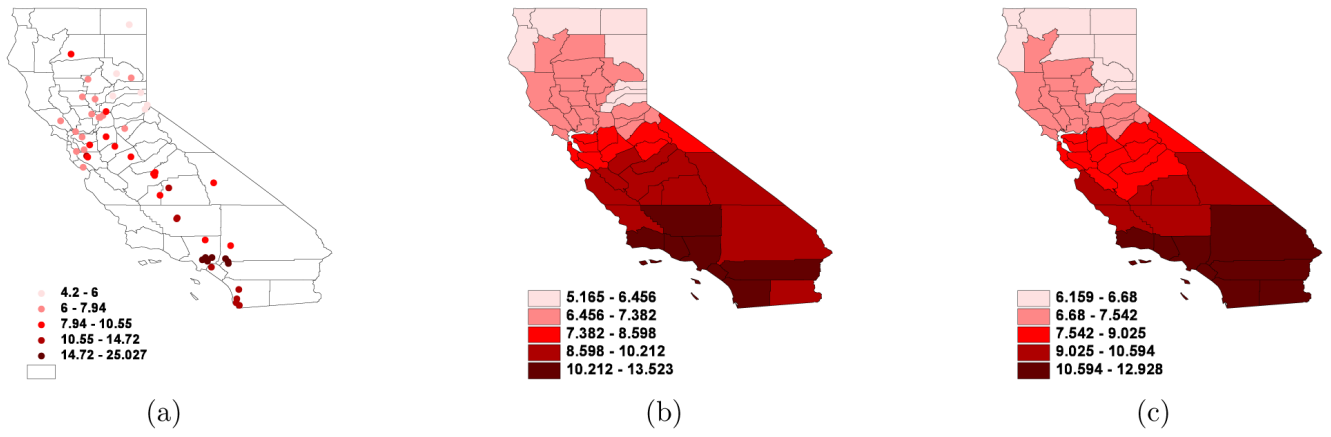 4.2 - 6
6 - 7.94
7.94 - 10.55
10.55 - 14.72
14.72 - 25.027
(a)
5.165 - 6.456
6.456 - 7.382
7.382 - 8.598
8.598 - 10.212
10.212 - 13.523
(b)
6.159 - 6.68
6.68 - 7.542
7.542 - 9.025
9.025 - 10.594
10.594 - 12.928
(c)